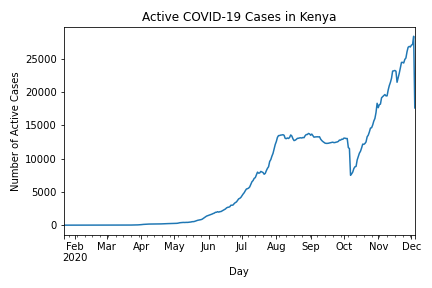 Active COVID-19 Cases in Kenya
Number of Active Cases
25000
20000
15000
10000
5000
0
Feb Mar Apr May Jun Jul Aug Sep Oct Nov Dec
2020
Day